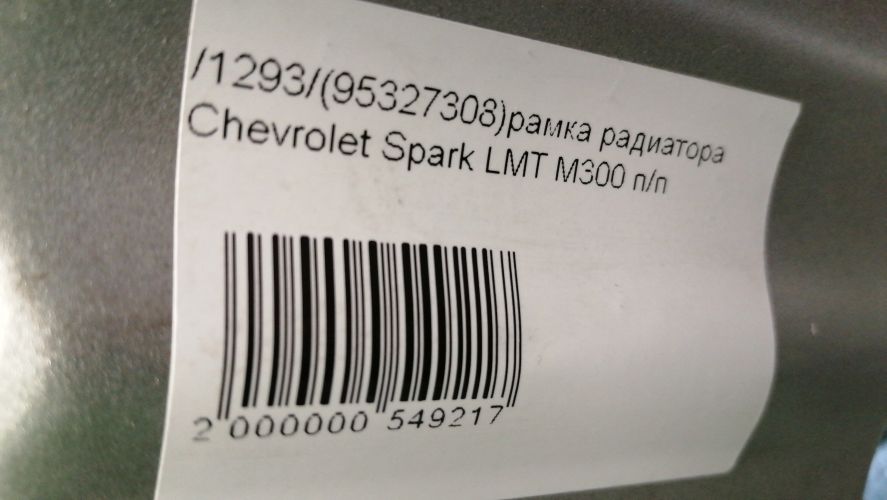 /1293/(95327308)рамка радиатора
Chevrolet Spark LMT M300 п/п
2 000000 549217